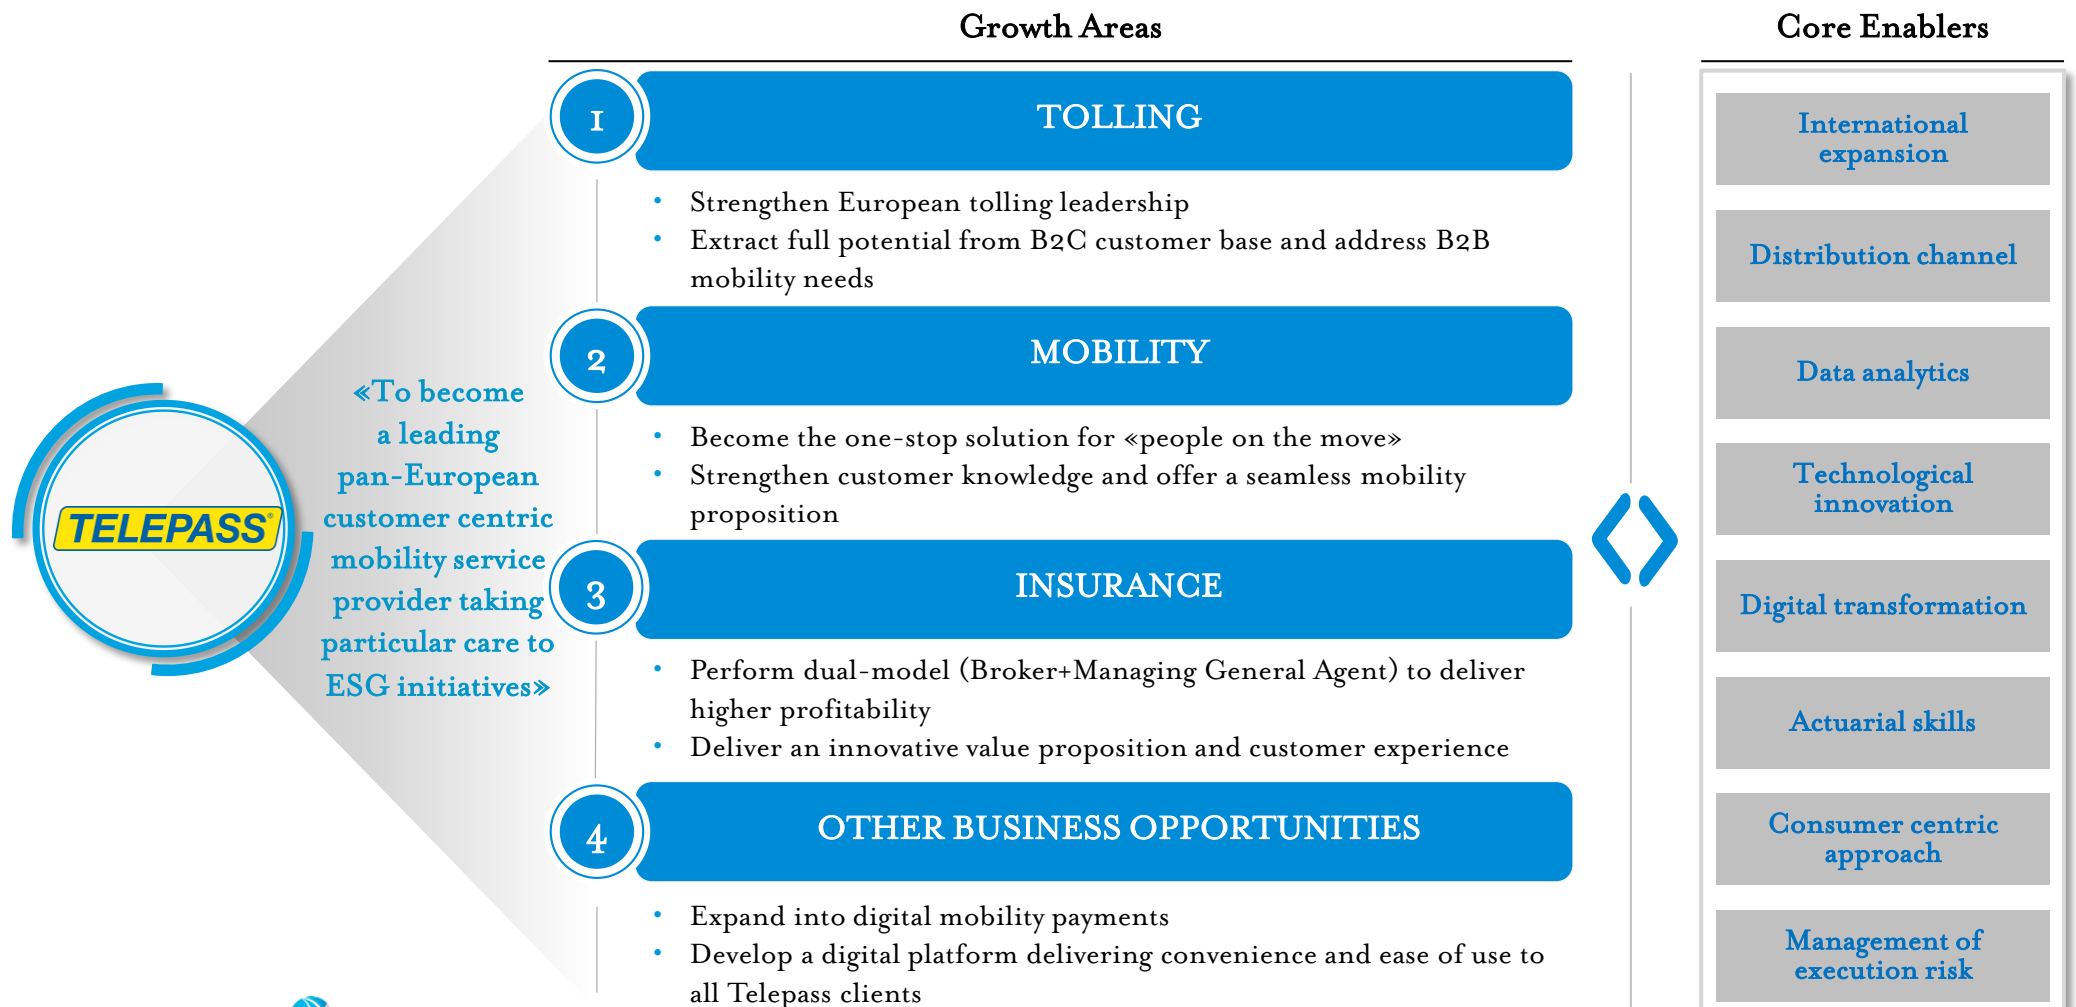 Growth Areas
Core Enablers
TELEPASS®
«To become
a leading
pan-European
customer centric
mobility service
provider taking
particular care to
ESG initiatives»
1
TOLLING
• Strengthen European tolling leadership
• Extract full potential from B2C customer base and address B2B
mobility needs
2
MOBILITY
• Become the one-stop solution for «people on the move»
• Strengthen customer knowledge and offer a seamless mobility
proposition
3
INSURANCE
• Perform dual-model (Broker+Managing General Agent) to deliver
higher profitability
• Deliver an innovative value proposition and customer experience
4
OTHER BUSINESS OPPORTUNITIES
• Expand into digital mobility payments
• Develop a digital platform delivering convenience and ease of use to
all Telepass clients
International
expansion
Distribution channel
Data analytics
Technological
innovation
Digital transformation
Actuarial skills
Consumer centric
approach
Management of
execution risk